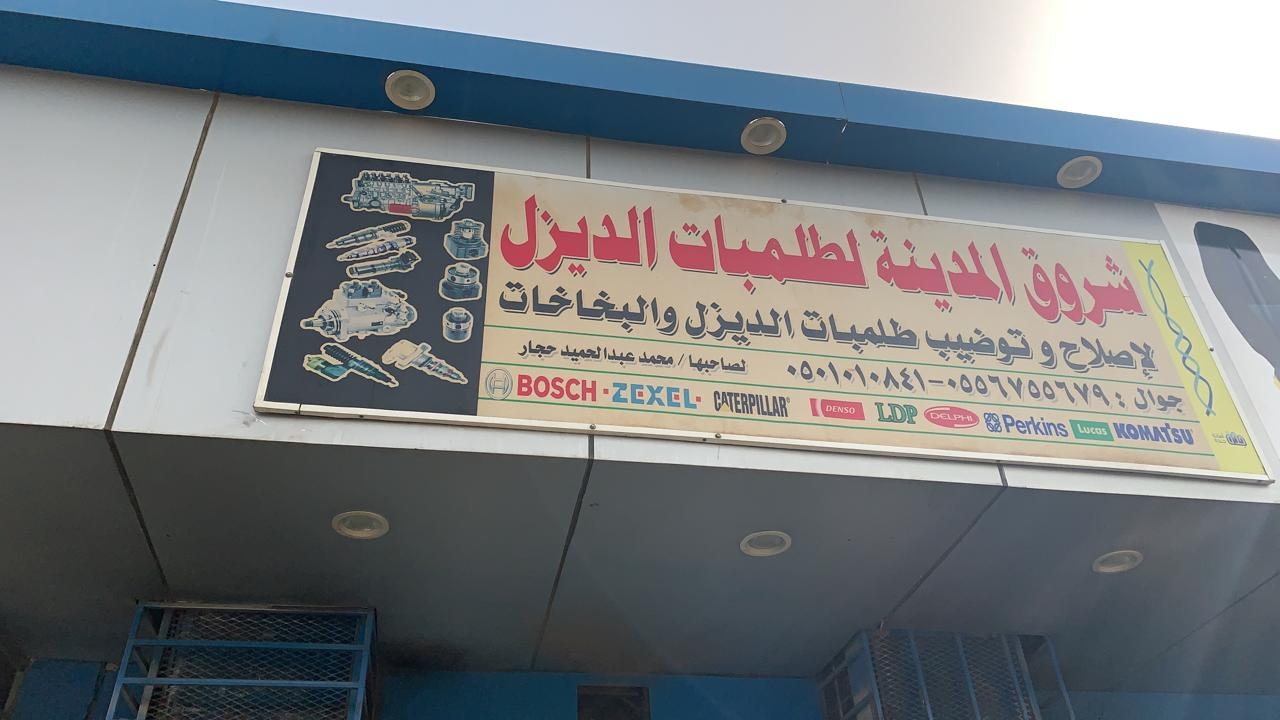 شروق المدينة لطلمبات الديزل
لإصلاح و توضيب طلمبات الديزل والبخاخات
جوال : ٠٥٥٦٧٥٥٦٧٩-٠٥٠١٠١٠٨٤١
لصاحبها / محمد عبدالحميد حجار
BOSCH · ZEXEL · CATERPILLAR DENSO LDP DELPHI Perkins Lucas KOMATSU